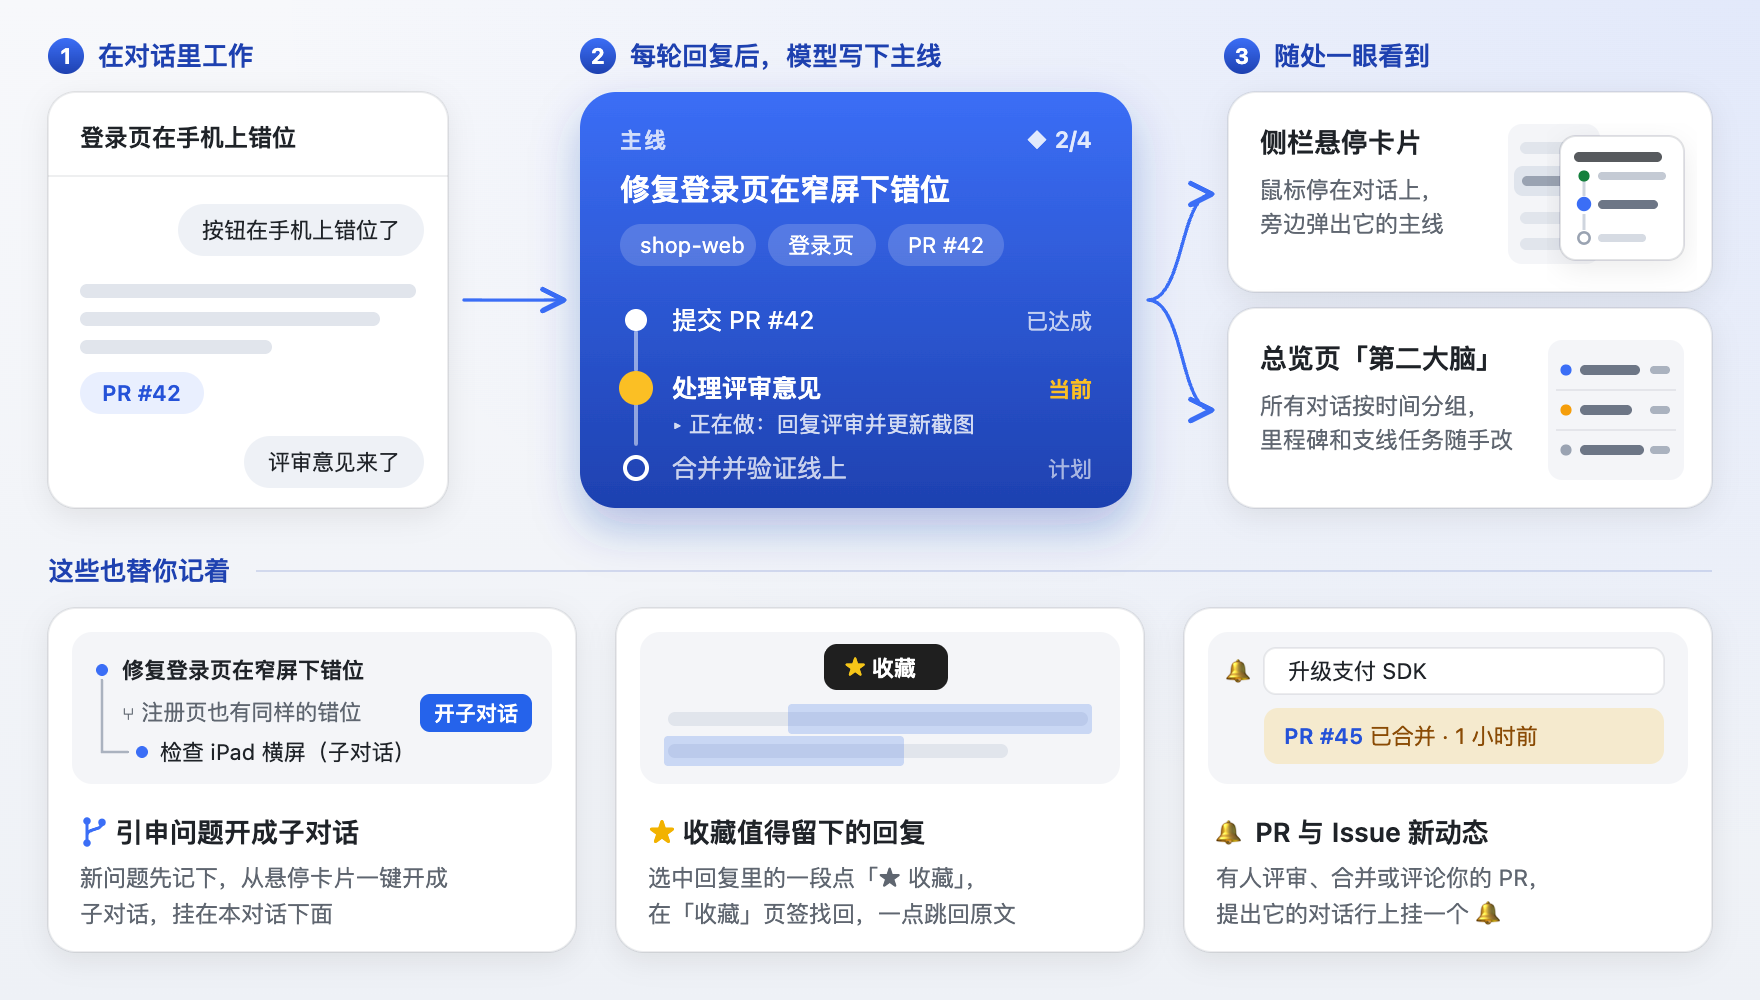 1 在对话里工作
登录页在手机上错位
按钮在手机上错位了
PR #42
评审意见来了
2 每轮回复后，模型写下主线
主线 ◆ 2/4
修复登录页在窄屏下错位
shop-web 登录页 PR #42
提交 PR #42 已达成
处理评审意见 当前
▸ 正在做：回复评审并更新截图
合并并验证线上 计划
3 随处一眼看到
侧栏悬停卡片
鼠标停在对话上，
旁边弹出它的主线
总览页「第二大脑」
所有对话按时间分组，
里程碑和支线任务随手改
这些也替你记着
修复登录页在窄屏下错位
⑂ 注册页也有同样的错位 开子对话
检查 iPad 横屏（子对话）
引申问题开成子对话
新问题先记下，从悬停卡片一键开成
子对话，挂在本对话下面
★ 收藏
★ 收藏值得留下的回复
选中回复里的一段点「★ 收藏」，
在「收藏」页签找回，一点跳回原文
🔔 升级支付 SDK
PR #45 已合并 · 1 小时前
🔔 PR 与 Issue 新动态
有人评审、合并或评论你的 PR，
提出它的对话行上挂一个 🔔